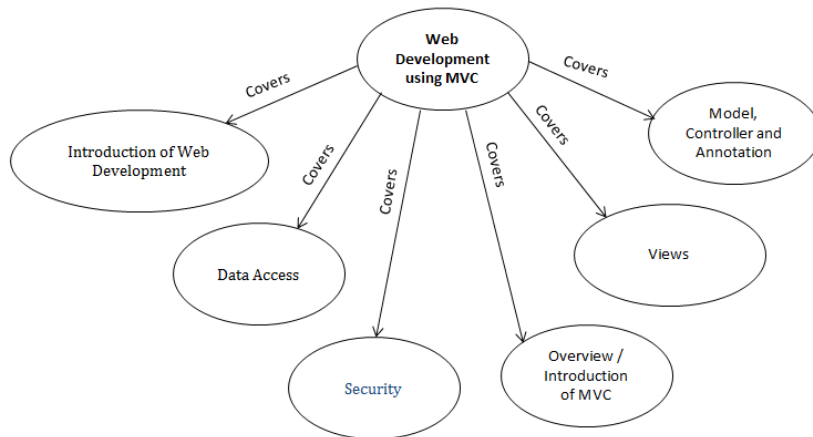 Web
Development
using MVC
Covers
Covers
Covers
Covers
Covers
Covers
Introduction of Web
Development
Data Access
Security
Overview /
Introduction
of MVC
Views
Model,
Controller and
Annotation